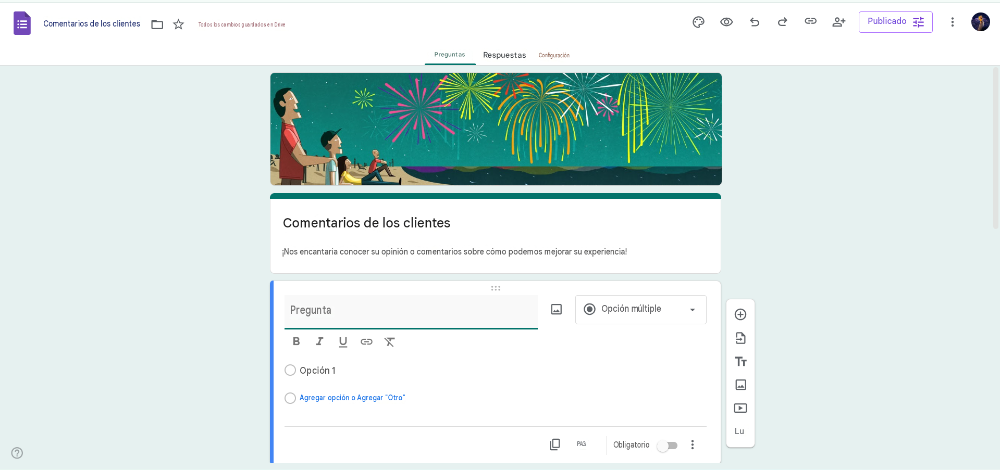 Comentarios de los clientes
Todos los cambios guardados en Drive
Publicado
Preguntas
Respuestas
Configuración
Comentarios de los clientes
¡Nos encantaría conocer su opinión o comentarios sobre cómo podemos mejorar su experiencia!
Pregunta
Opción múltiple
B I U
Opción 1
Agregar opción o Agregar "Otro"
Tт
Lu
PAG
Obligatorio